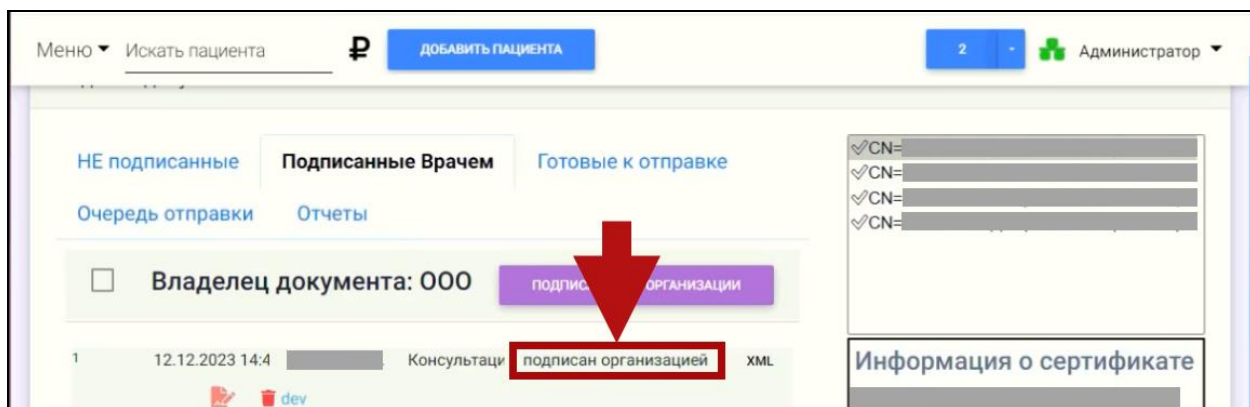 Меню Искать пациента ₽ ДОБАВИТЬ ПАЦИЕНТА 2 - Администратор
НЕ подписанные Подписанные Врачем Готовые к отправке
Очередь отправки Отчеты
CN=
CN=
CN=
CN=
Владелец документа: ООО ОРГАНИЗАЦИИ
1 12.12.2023 14:4 Консультаци подписан организацией XML
dev
Информация о сертификате